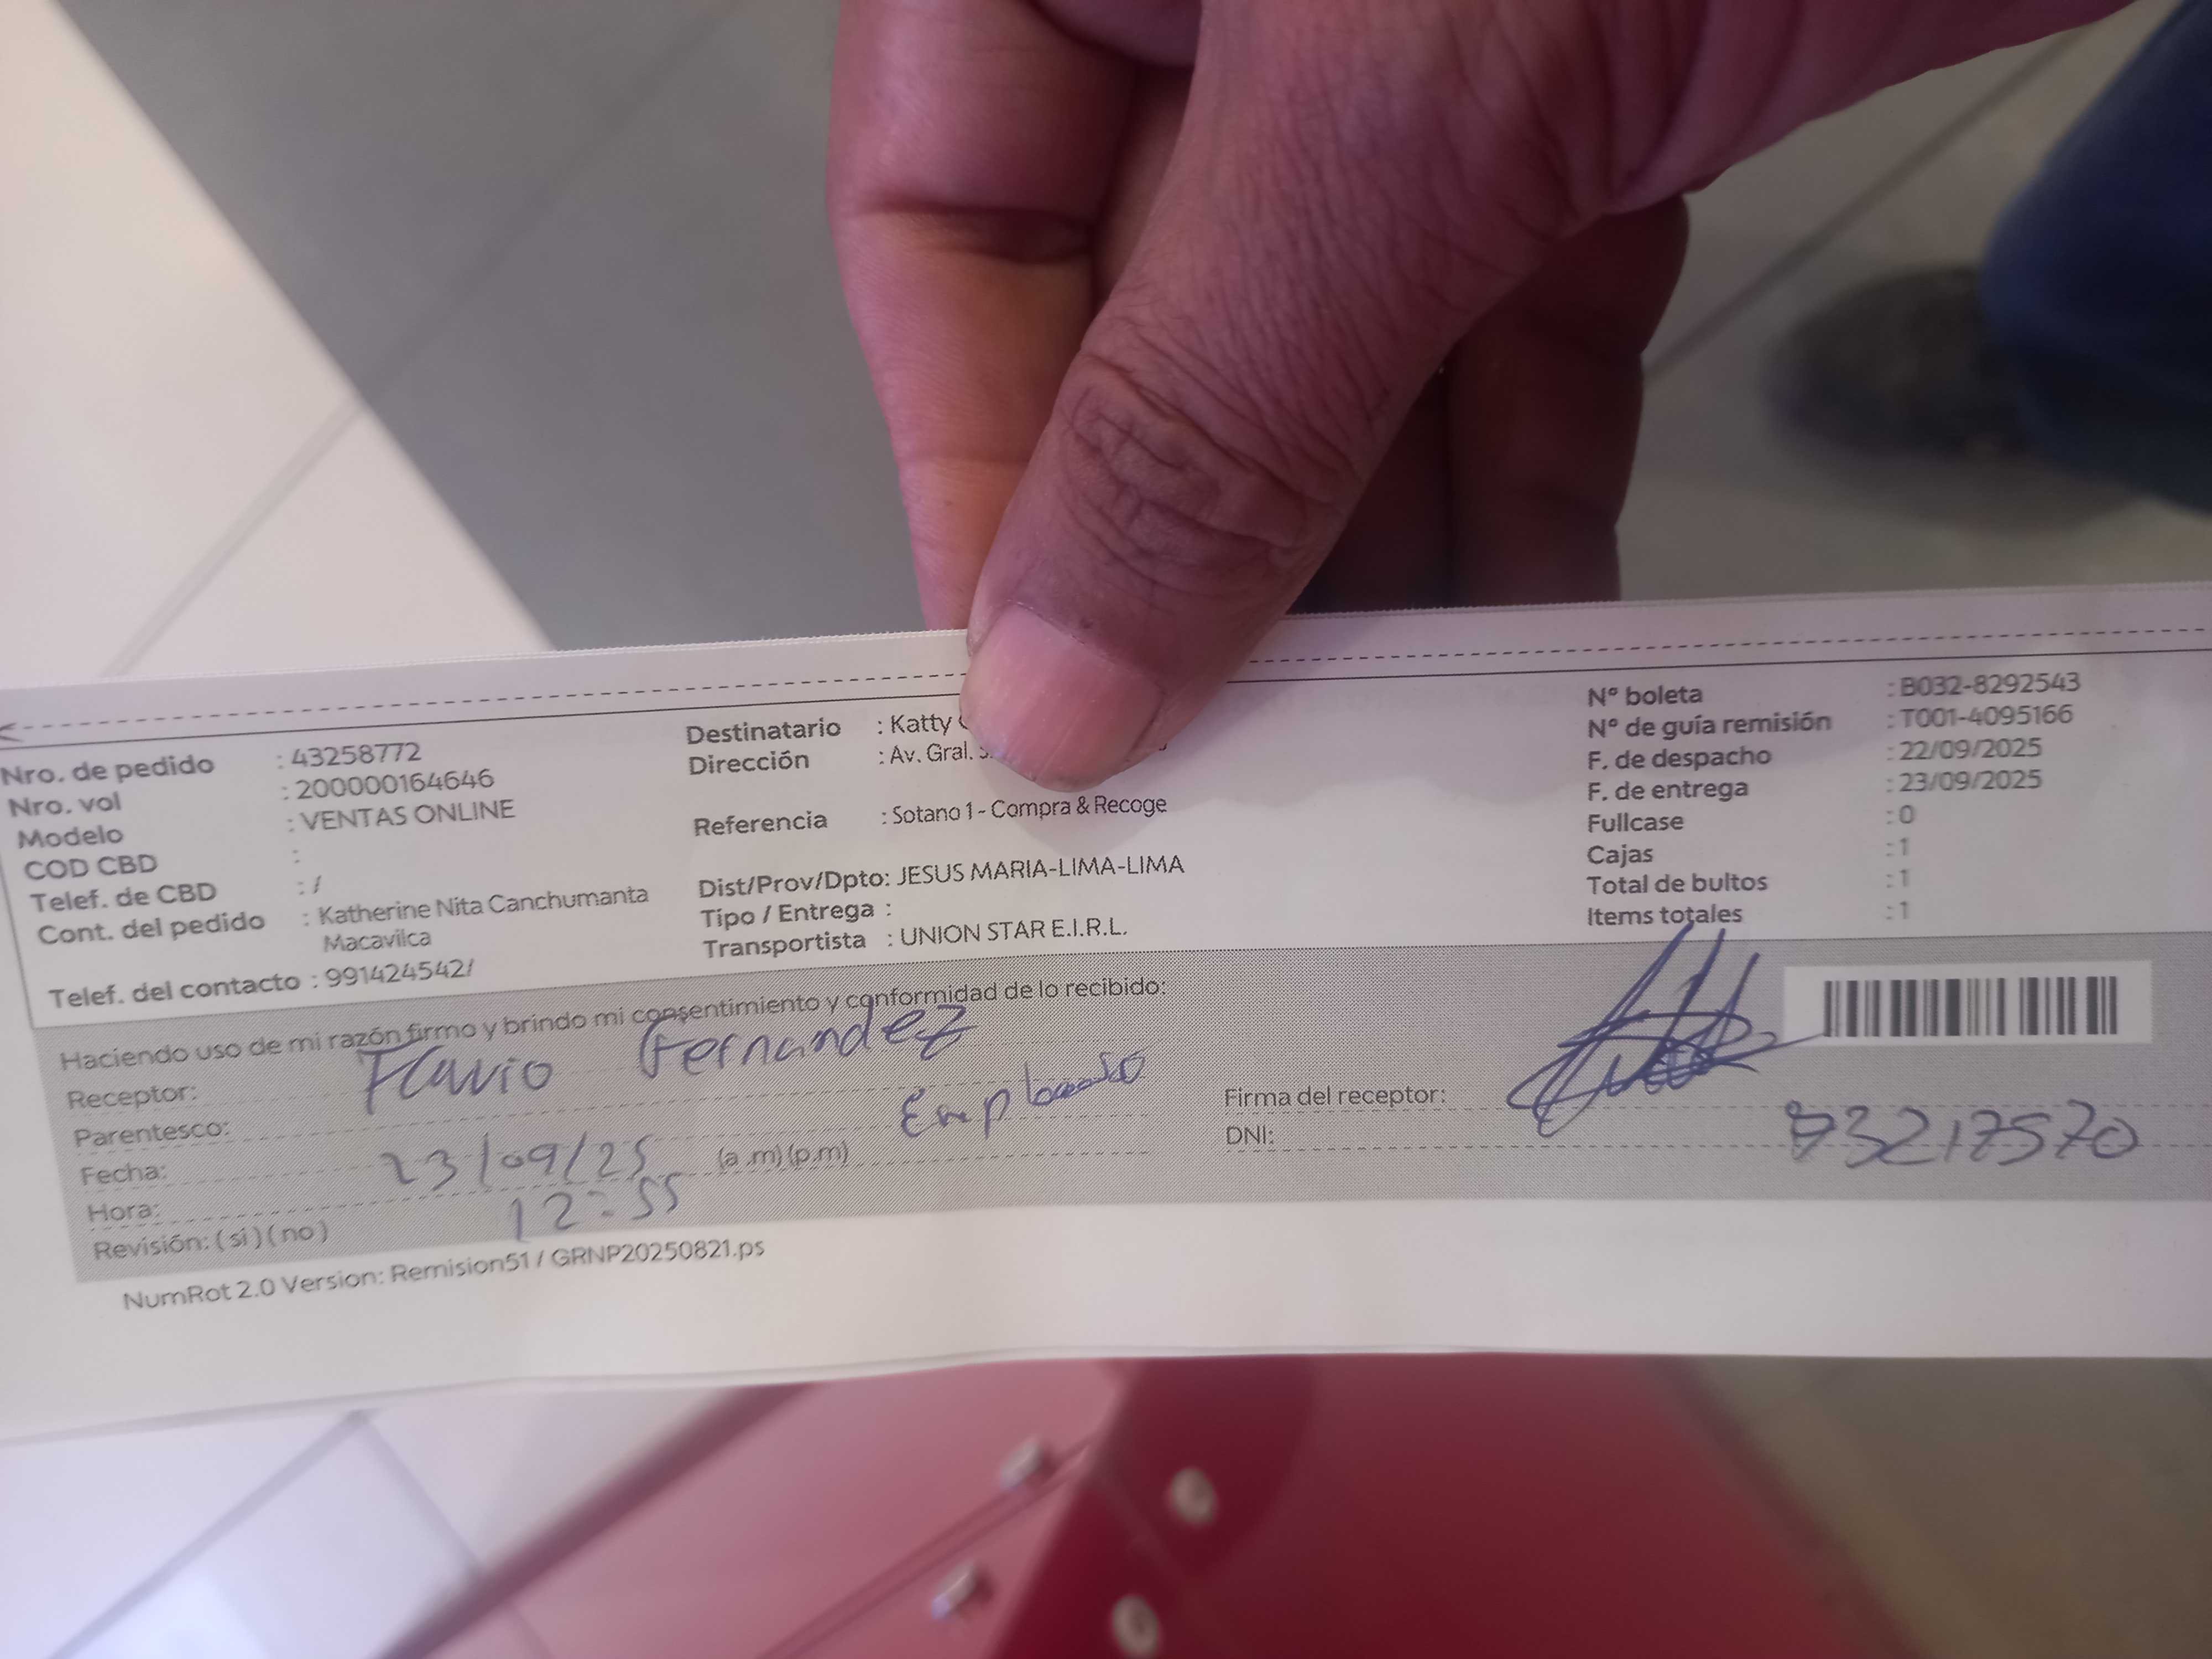 Nro. de pedido : 43258772
Nro. vol : 200000164646
Modelo : VENTAS ONLINE
COD CBD :
Telef. de CBD : /
Cont. del pedido : Katherine Nita Canchumanta
Macavilca
Telef. del contacto : 991424542/
Destinatario : Katty
Dirección : Av. Gral.
Referencia : Sotano 1 - Compra & Recoge
Dist/Prov/Dpto: JESUS MARIA-LIMA-LIMA
Tipo / Entrega :
Transportista : UNION STAR E.I.R.L.
N° boleta : B032-8292543
N° de guía remisión : T001-4095166
F. de despacho : 22/09/2025
F. de entrega : 23/09/2025
Fullcase : 0
Cajas : 1
Total de bultos : 1
Items totales : 1
Haciendo uso de mi razón firmo y brindo mi consentimiento y conformidad de lo recibido:
Receptor: Flavio Fernandez
Parentesco: Empleado
Fecha: 23/09/25
Hora: 12:55 (a .m) (p.m)
Revisión: ( si ) ( no )
Firma del receptor:
DNI: 73217570
NumRot 2.0 Version: Remision51 / GRNP20250821.ps